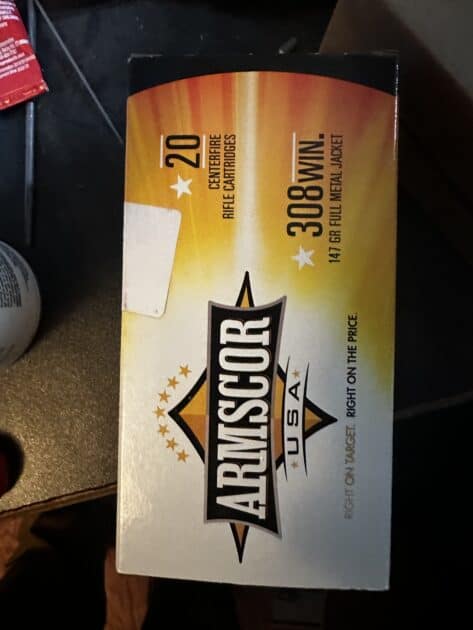 20
CENTERFIRE
RIFLE CARTRIDGES
308 WIN.
147 GR FULL METAL JACKET
ARMSCOR
USA
RIGHT ON TARGET. RIGHT ON THE PRICE.